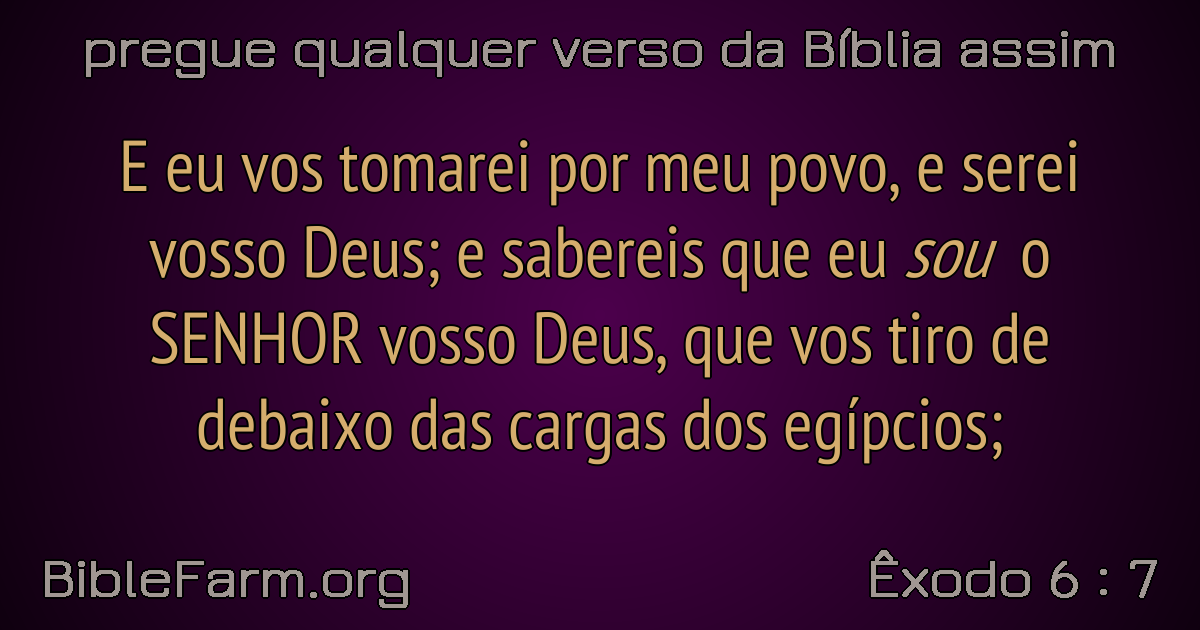 pregue qualquer verso da Bíblia assim
E eu vos tomarei por meu povo, e serei
vosso Deus; e sabereis que eu sou o
SENHOR vosso Deus, que vos tiro de
debaixo das cargas dos egípcios;
BibleFarm.org
Êxodo 6 : 7